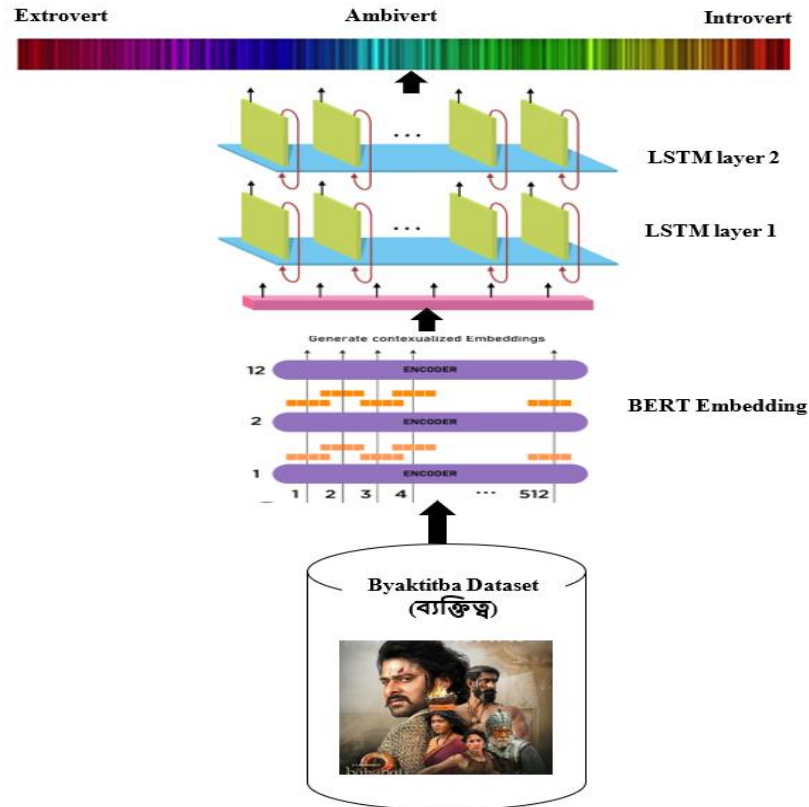 Extrovert Ambivert Introvert
LSTM layer 2
LSTM layer 1
Generate contexualized Embeddings
12 ENCODER
BERT Embedding
2 ENCODER
1 ENCODER
1 2 3 4 ... 512
Byaktitba Dataset
(ব্যক্তিত্ব)